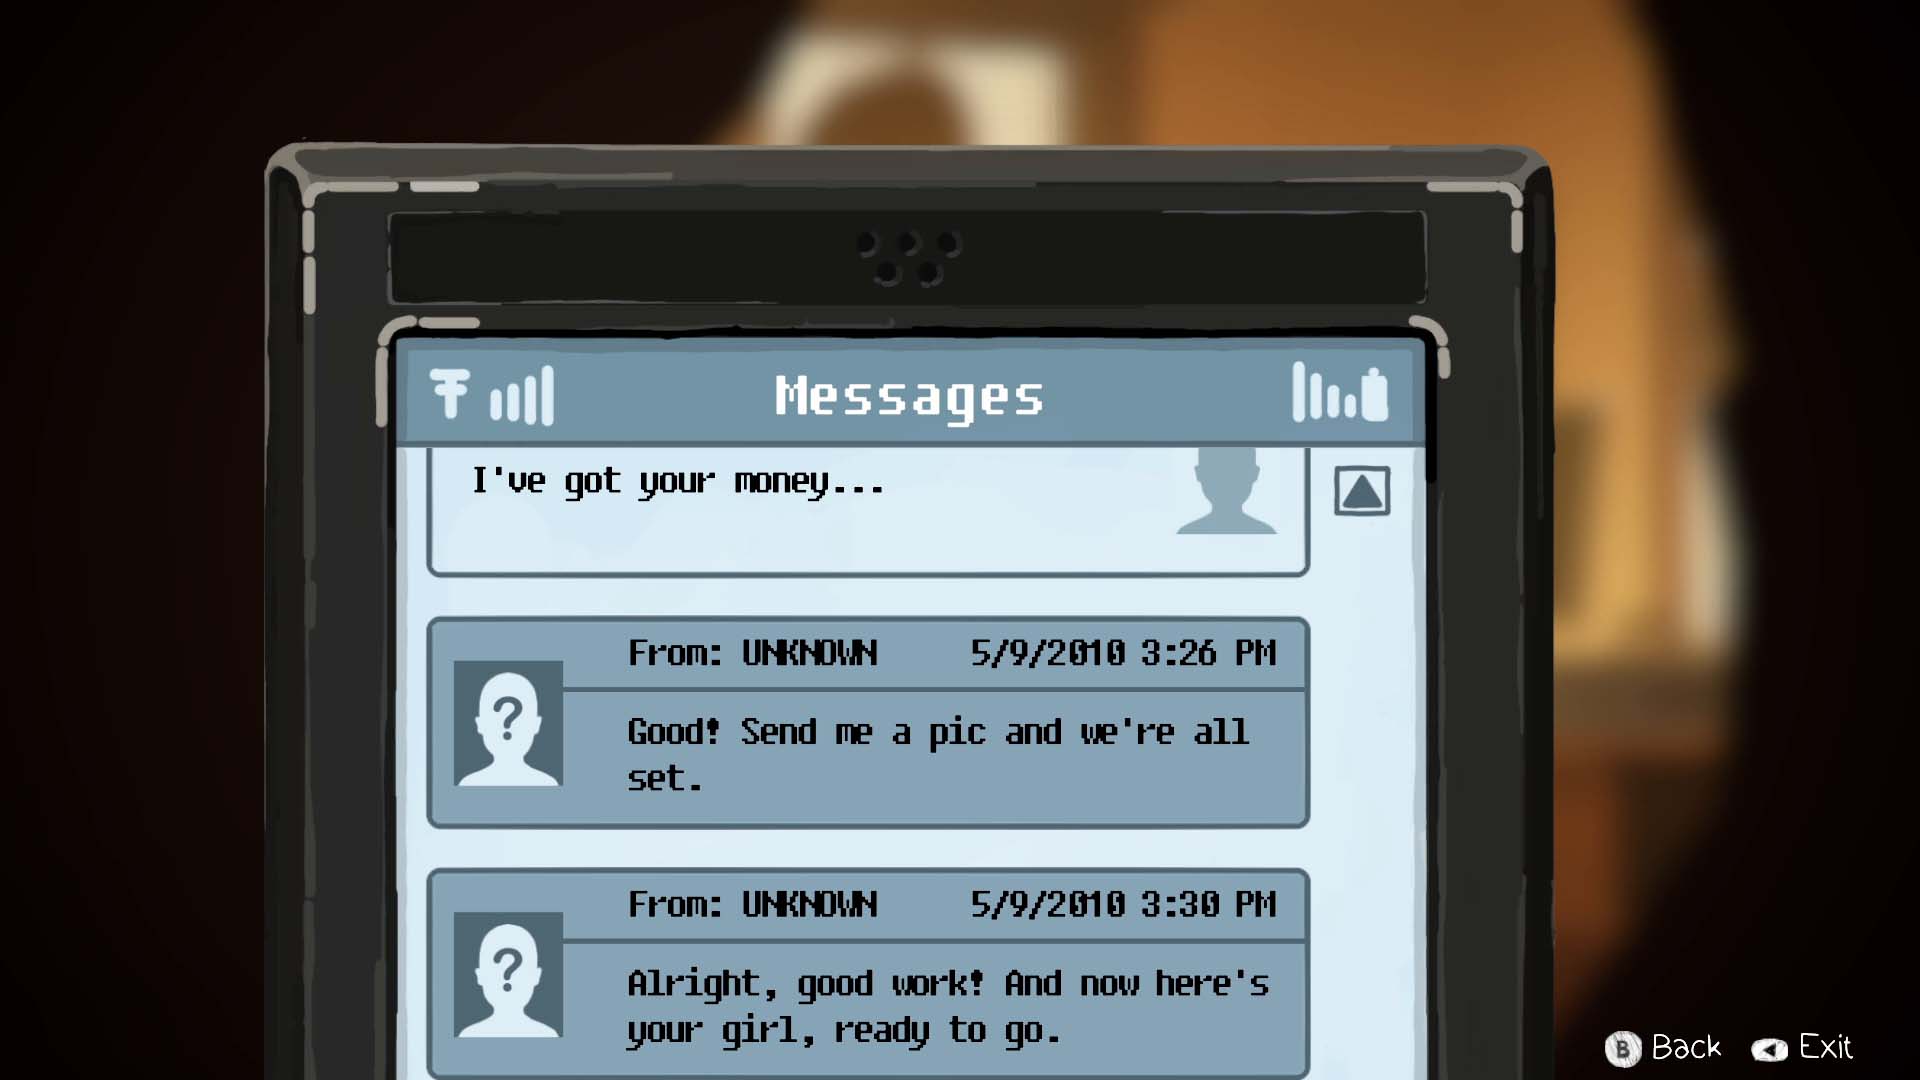 Messages
I've got your money...
From: UNKNOWN 5/9/2010 3:26 PM
?
Good! Send me a pic and we're all
set.
From: UNKNOWN 5/9/2010 3:30 PM
?
Alright, good work! And now here's
your girl, ready to go.
B Back Exit